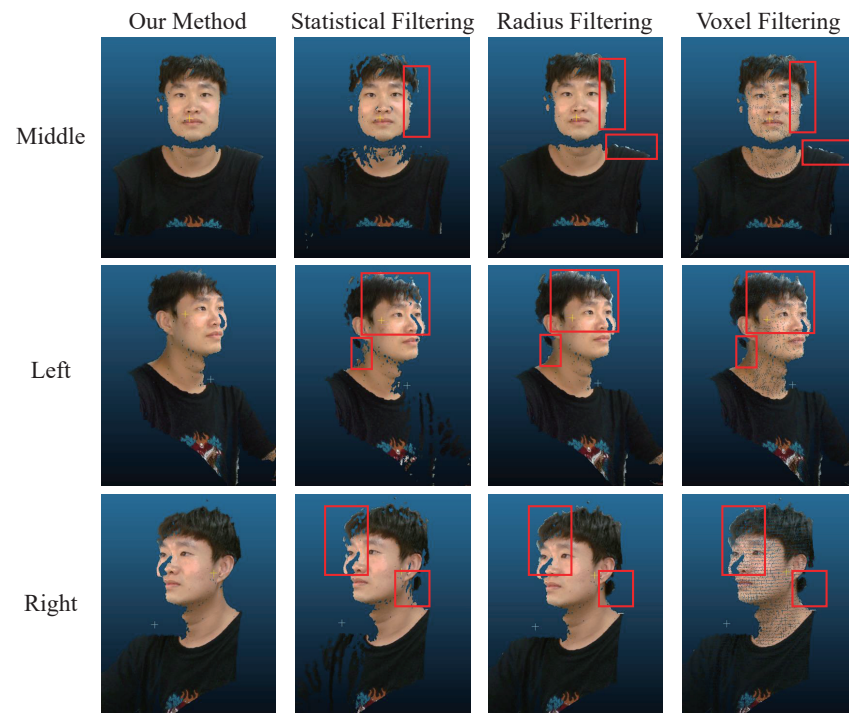 Our Method Statistical Filtering Radius Filtering Voxel Filtering
Middle
Left
Right